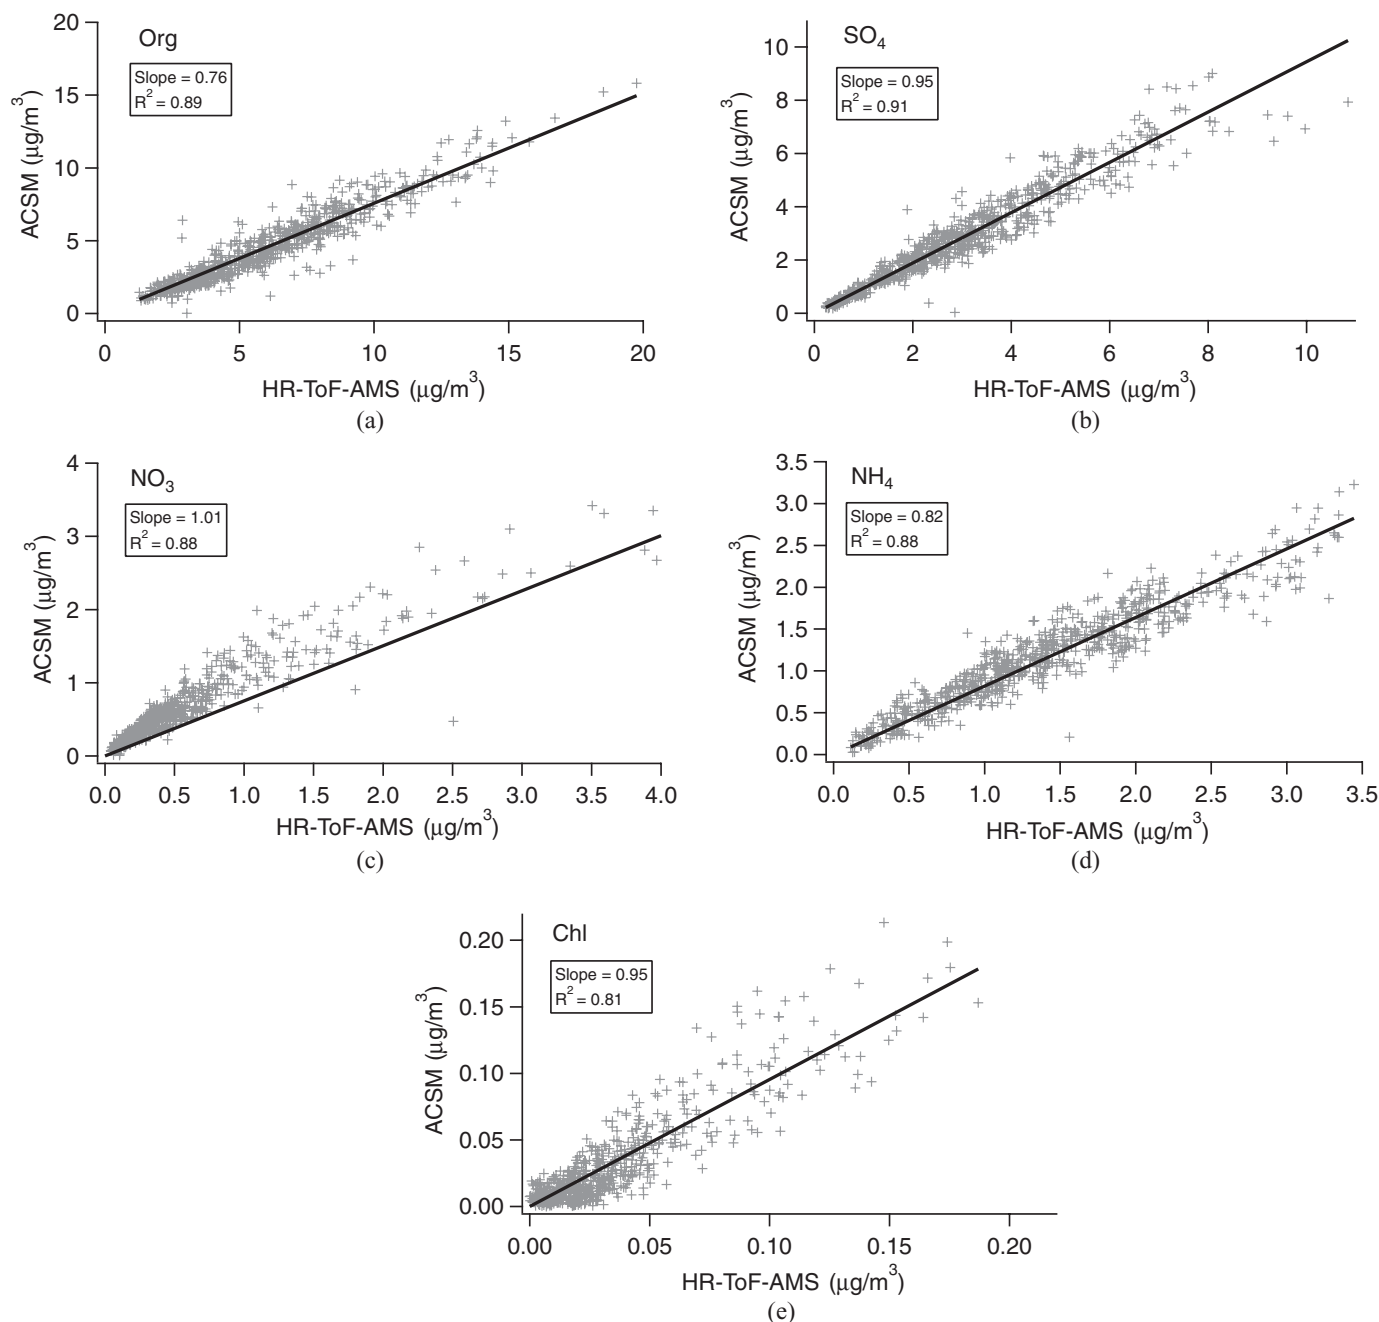 Org
Slope = 0.76
R² = 0.89
ACSM (μg/m³)
20
15
10
5
0
0 5 10 15 20
HR-ToF-AMS (μg/m³)
(a)
SO₄
Slope = 0.95
R² = 0.91
ACSM (μg/m³)
10
8
6
4
2
0
0 2 4 6 8 10
HR-ToF-AMS (μg/m³)
(b)
NO₃
Slope = 1.01
R² = 0.88
ACSM (μg/m³)
4
3
2
1
0
0.0 0.5 1.0 1.5 2.0 2.5 3.0 3.5 4.0
HR-ToF-AMS (μg/m³)
(c)
NH₄
Slope = 0.82
R² = 0.88
ACSM (μg/m³)
3.5
3.0
2.5
2.0
1.5
1.0
0.5
0.0
0.0 0.5 1.0 1.5 2.0 2.5 3.0 3.5
HR-ToF-AMS (μg/m³)
(d)
Chl
Slope = 0.95
R² = 0.81
ACSM (μg/m³)
0.20
0.15
0.10
0.05
0.00
0.00 0.05 0.10 0.15 0.20
HR-ToF-AMS (μg/m³)
(e)